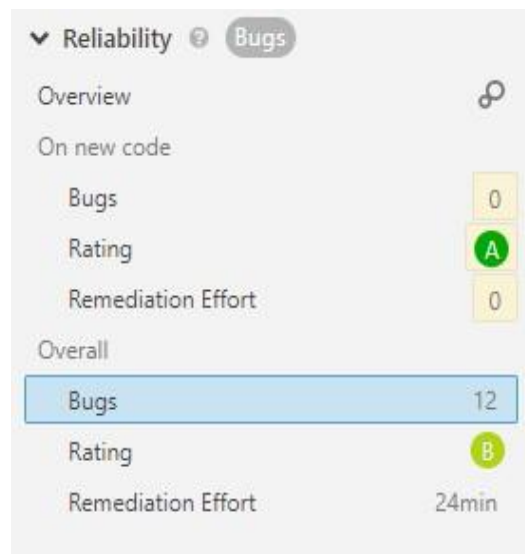 Reliability ? Bugs
Overview
On new code
Bugs 0
Rating A
Remediation Effort 0
Overall
Bugs 12
Rating B
Remediation Effort 24min